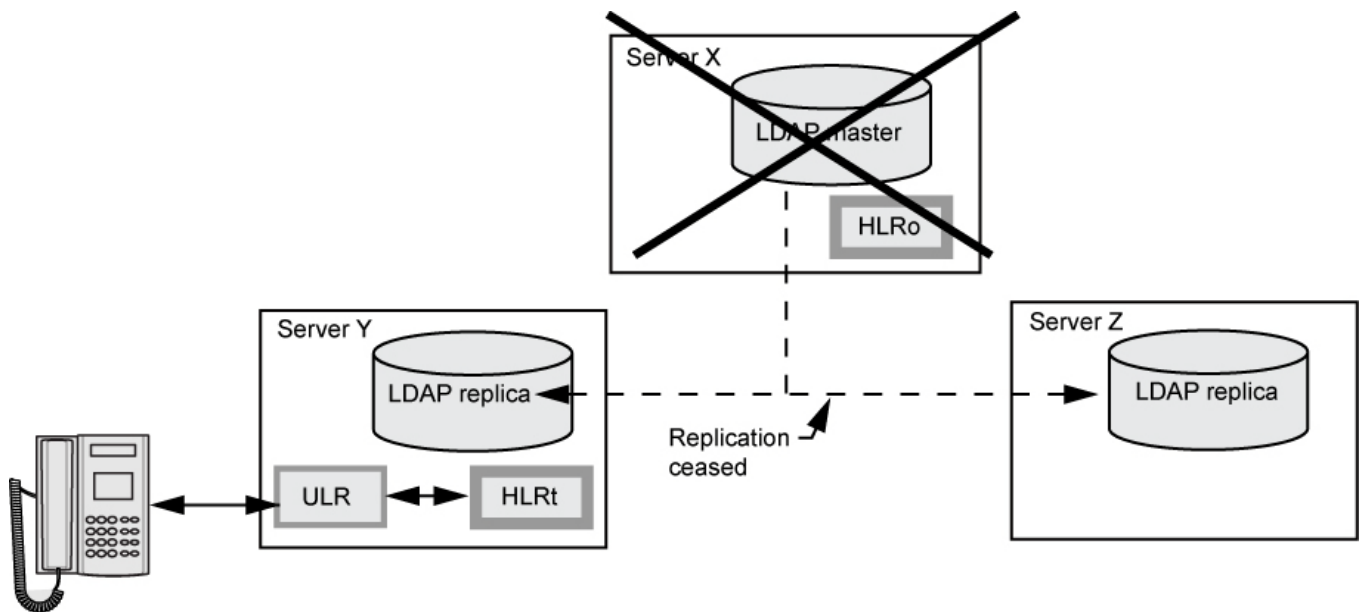 Server X
LDAP master
HLRo
Server Y
LDAP replica
ULR
HLRt
Replication
ceased
Server Z
LDAP replica